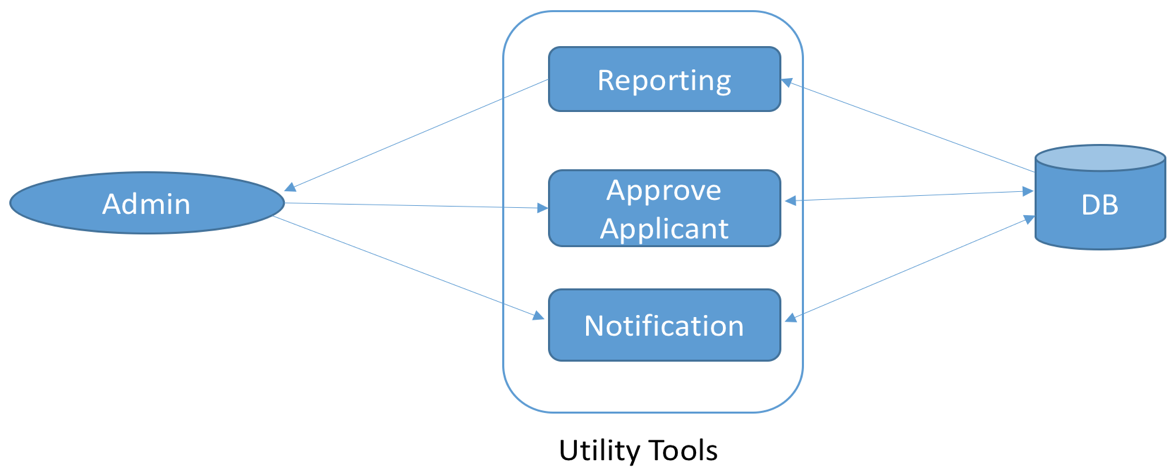 Reporting
Admin
Approve
Applicant
DB
Notification
Utility Tools